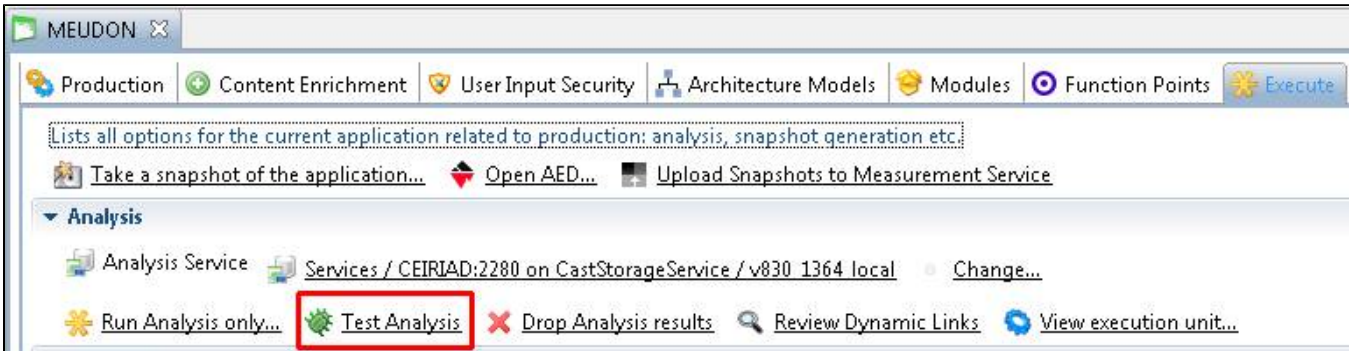 MEUDON
Production Content Enrichment User Input Security Architecture Models Modules Function Points Execute
Lists all options for the current application related to production: analysis, snapshot generation etc.
Take a snapshot of the application... Open AED... Upload Snapshots to Measurement Service
Analysis
Analysis Service Services / CEIRIAD:2280 on CastStorageService / v830_1364_local Change...
Run Analysis only... Test Analysis Drop Analysis results Review Dynamic Links View execution unit...